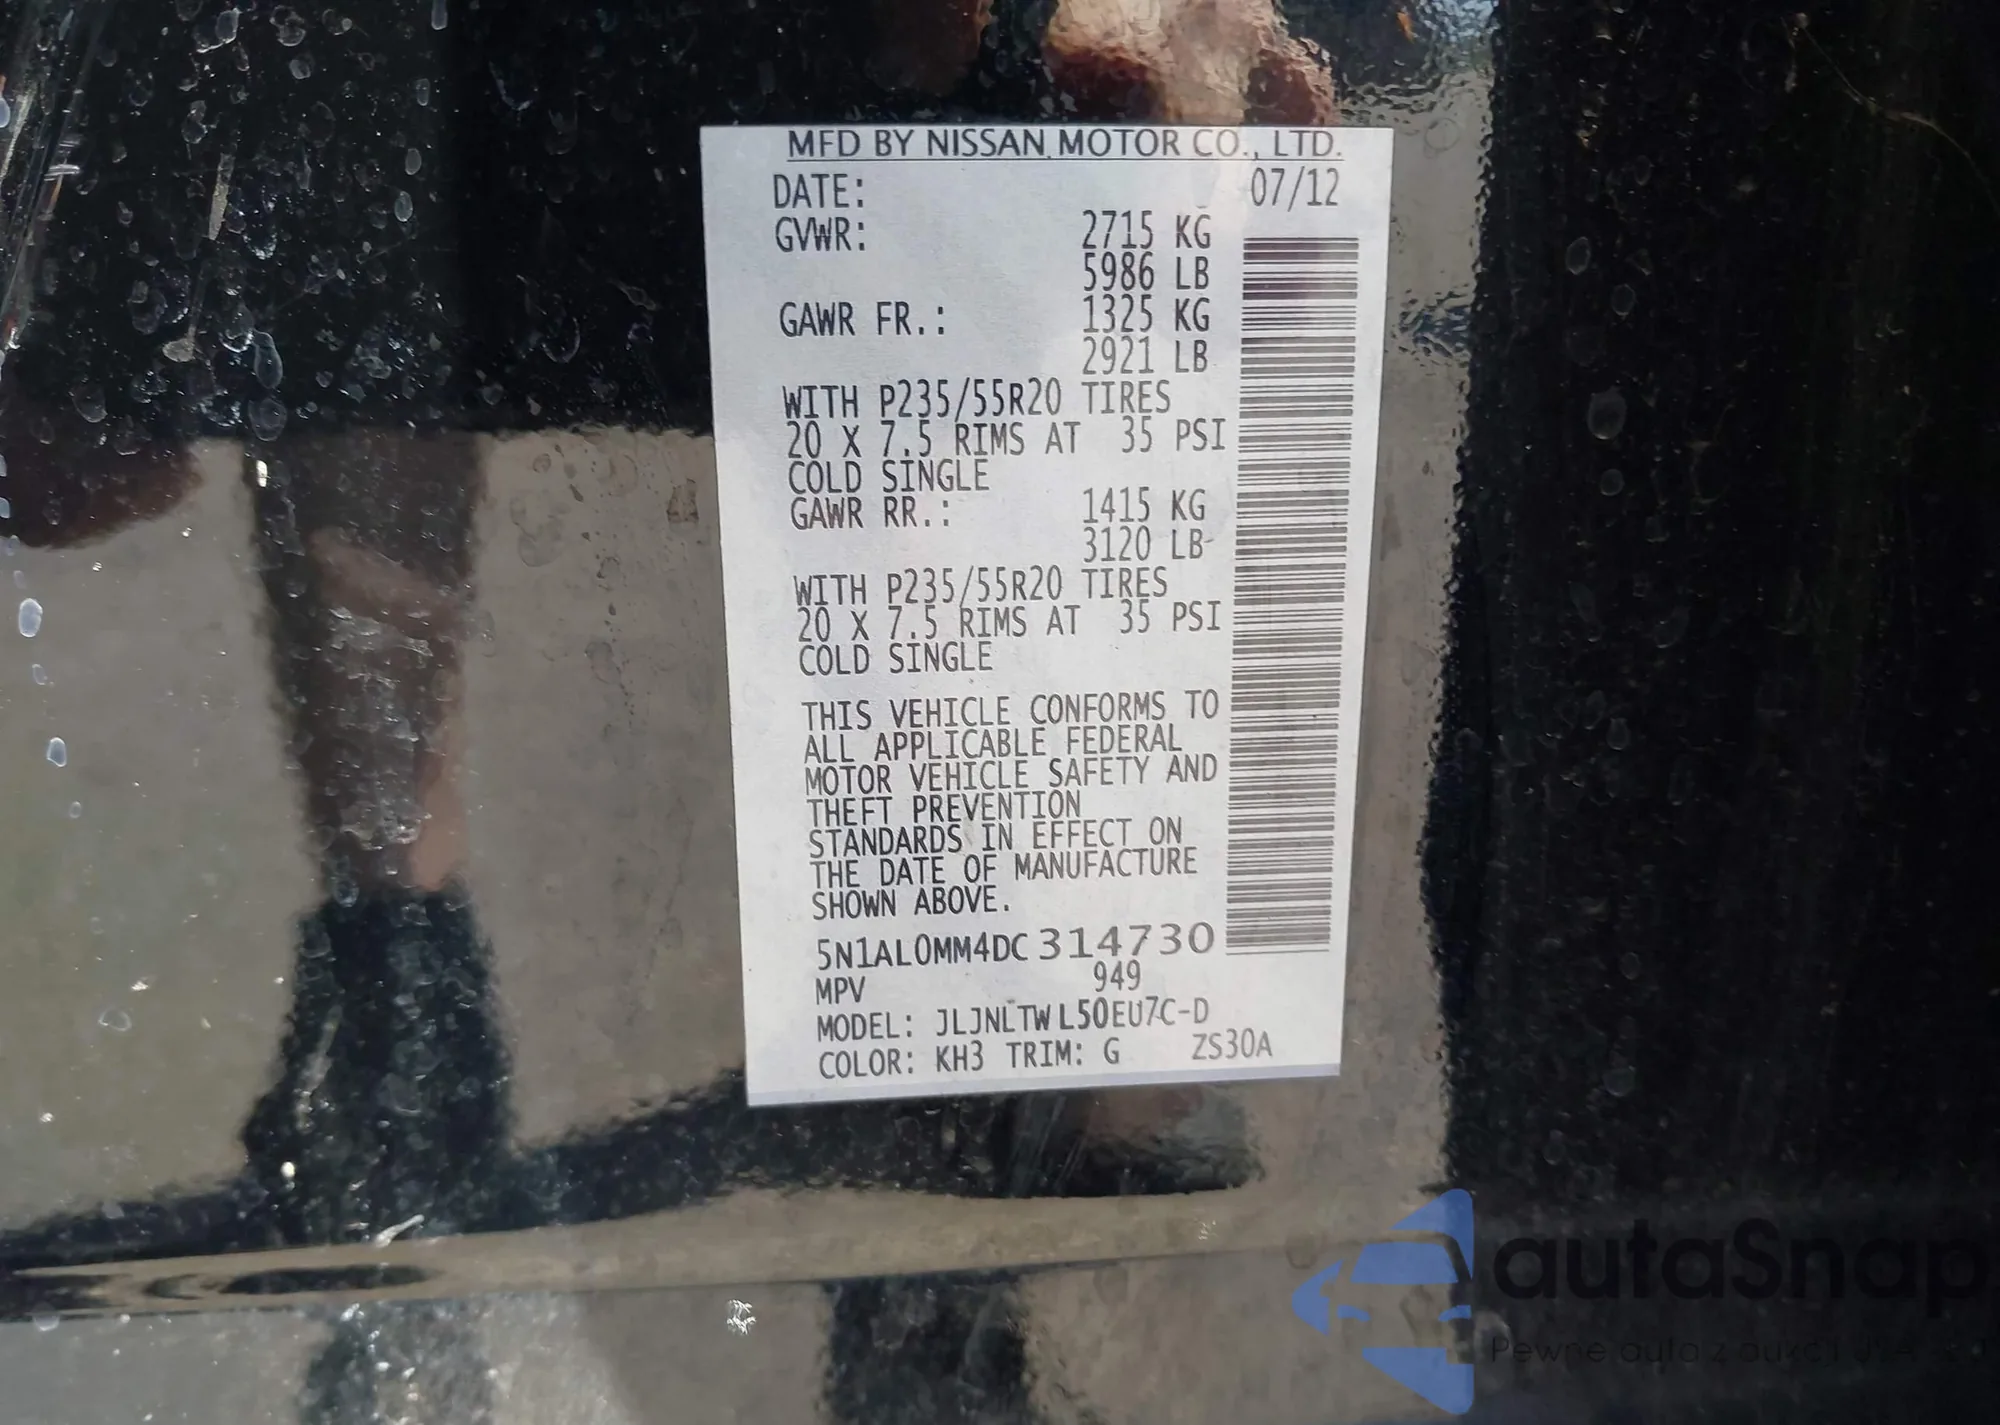 MFD BY NISSAN MOTOR CO., LTD.
DATE: 07/12
GVWR: 2715 KG
5986 LB
GAWR FR.: 1325 KG
2921 LB
WITH P235/55R20 TIRES
20 X 7.5 RIMS AT 35 PSI
COLD SINGLE
GAWR RR.: 1415 KG
3120 LB
WITH P235/55R20 TIRES
20 X 7.5 RIMS AT 35 PSI
COLD SINGLE
THIS VEHICLE CONFORMS TO
ALL APPLICABLE FEDERAL
MOTOR VEHICLE SAFETY AND
THEFT PREVENTION
STANDARDS IN EFFECT ON
THE DATE OF MANUFACTURE
SHOWN ABOVE.
5N1AL0MM4DC314730
MPV 949
MODEL: JLJNLTWL50EU7C-D
COLOR: KH3 TRIM: G ZS30A
autaSnap
Pewne auta z aukcji